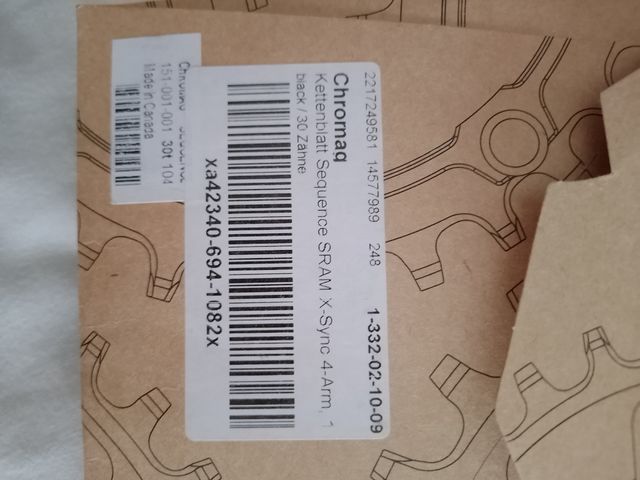 2217249581 14577989 248 1-332-02-10-09
Chromag
Kettenblatt Sequence SRAM X-Sync 4-Arm, 1
black / 30 Zähne
xa42340-694-1082x
151-001-001 30t 104
Made in Canada